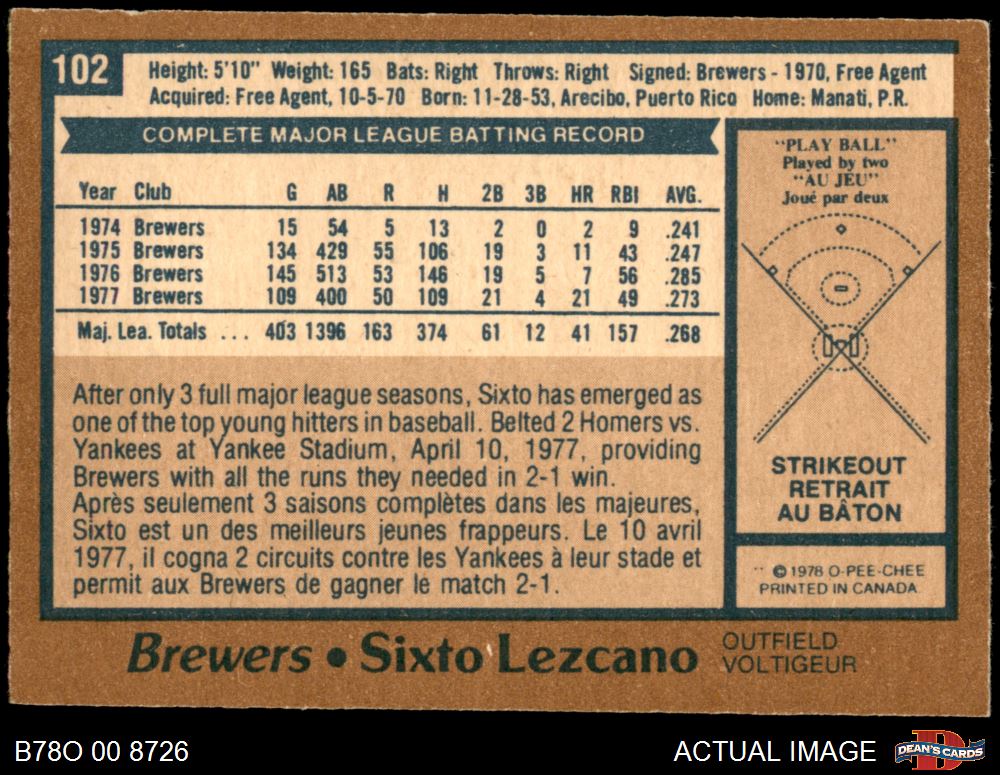 102
Height: 5'10" Weight: 165 Bats: Right Throws: Right Signed: Brewers - 1970, Free Agent
Acquired: Free Agent, 10-5-70 Born: 11-28-53, Arecibo, Puerto Rico Home: Manati, P.R.
COMPLETE MAJOR LEAGUE BATTING RECORD
Year Club G AB R H 2B 3B HR RBI AVG.
1974 Brewers 15 54 5 13 2 0 2 9 .241
1975 Brewers 134 429 55 106 19 3 11 43 .247
1976 Brewers 145 513 53 146 19 5 7 56 .285
1977 Brewers 109 400 50 109 21 4 21 49 .273
Maj. Lea. Totals ... 403 1396 163 374 61 12 41 157 .268
After only 3 full major league seasons, Sixto has emerged as
one of the top young hitters in baseball. Belted 2 Homers vs.
Yankees at Yankee Stadium, April 10, 1977, providing
Brewers with all the runs they needed in 2-1 win.
Après seulement 3 saisons complètes dans les majeures,
Sixto est un des meilleurs jeunes frappeurs. Le 10 avril
1977, il cogna 2 circuits contre les Yankees à leur stade et
permit aux Brewers de gagner le match 2-1.
"PLAY BALL"
Played by two
"AU JEU"
Joué par deux
STRIKEOUT
RETRAIT
AU BÂTON
© 1978 O-PEE-CHEE
PRINTED IN CANADA.
Brewers • Sixto Lezcano
OUTFIELD
VOLTIGEUR
B78O 00 8726
ACTUAL IMAGE
DEAN'S CARDS